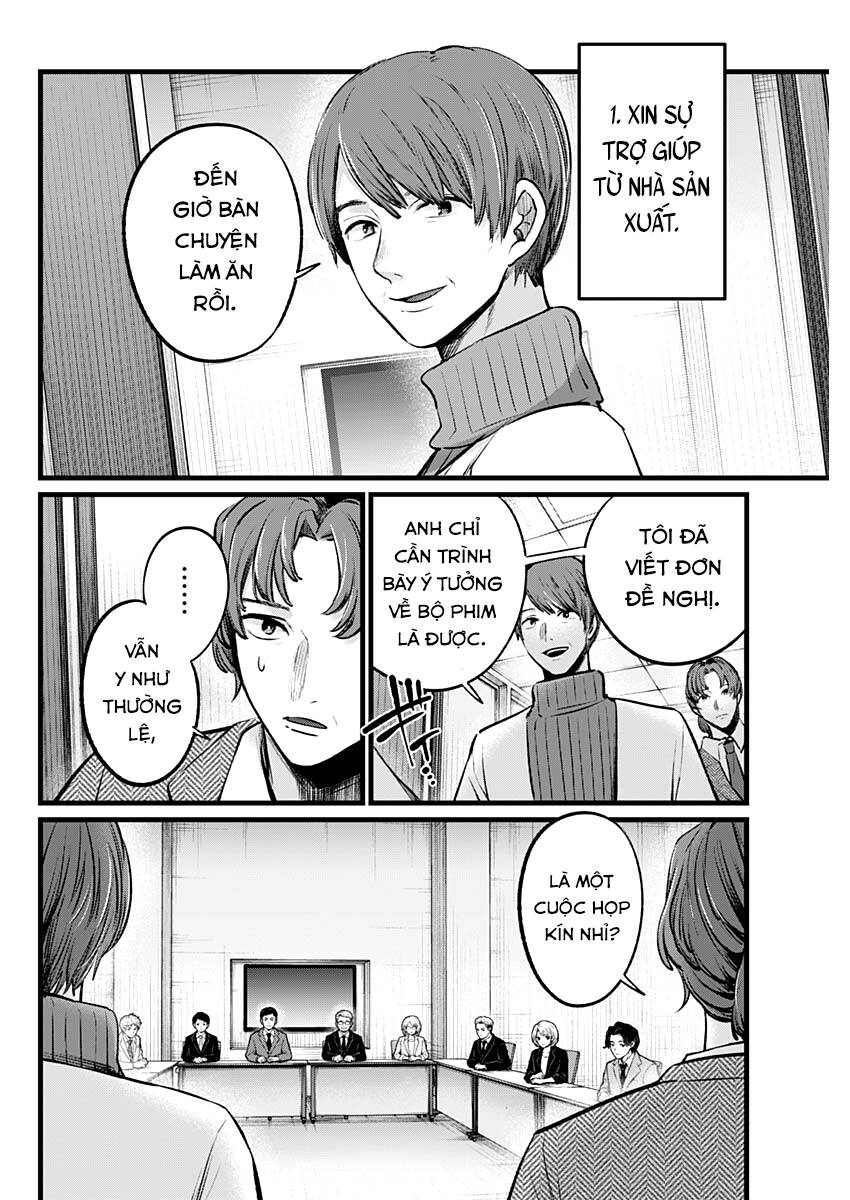 1. XIN SỰ
TRỢ GIÚP
TỪ NHÀ SẢN
XUẤT.
ĐẾN
GIỜ BÀN
CHUYỆN
LÀM ĂN
RỒI.
TÔI ĐÃ
VIẾT ĐƠN
ĐỀ NGHỊ.
ANH CHỈ
CẦN TRÌNH
BÀY Ý TƯỞNG
VỀ BỘ PHIM
LÀ ĐƯỢC.
ギイ…
……
VẪN
Y NHƯ
THƯỜNG
LỆ,
LÀ MỘT
CUỘC HỌP
KÍN NHỈ?